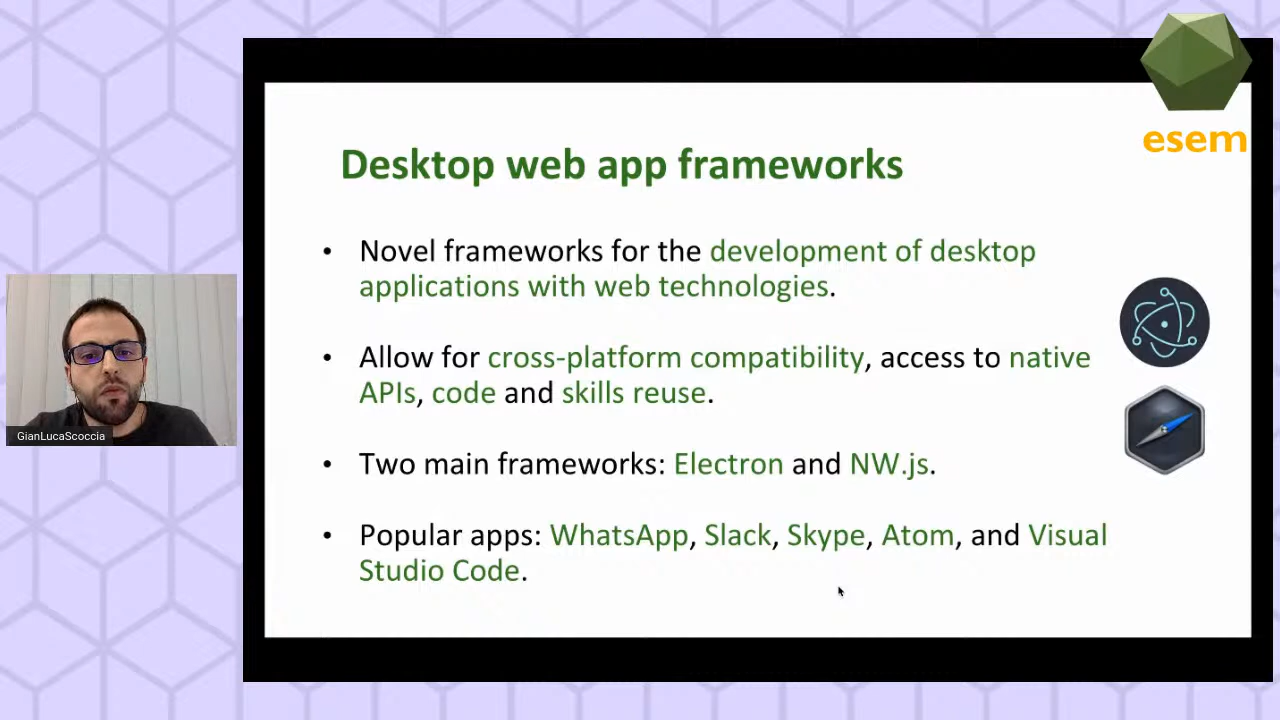 esem
Desktop web app frameworks
• Novel frameworks for the development of desktop
applications with web technologies.
• Allow for cross-platform compatibility, access to native
APIs, code and skills reuse.
• Two main frameworks: Electron and NW.js.
• Popular apps: WhatsApp, Slack, Skype, Atom, and Visual
Studio Code.
GianLucaScoccia